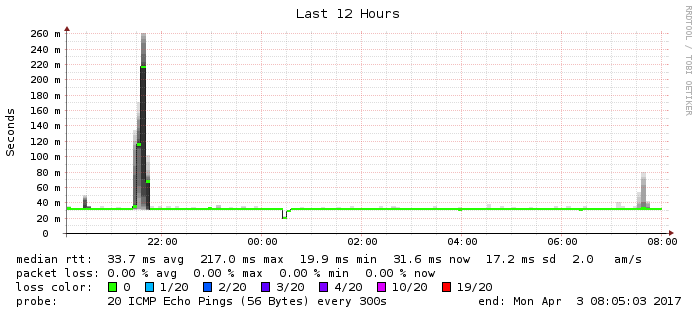 Last 12 Hours
RRDTOOL / TOBI OETIKER
Seconds
260 m
240 m
220 m
200 m
180 m
160 m
140 m
120 m
100 m
80 m
60 m
40 m
20 m
0
22:00 00:00 02:00 04:00 06:00 08:00
median rtt: 33.7 ms avg 217.0 ms max 19.9 ms min 31.6 ms now 17.2 ms sd 2.0 am/s
packet loss: 0.00 % avg 0.00 % max 0.00 % min 0.00 % now
loss color: 0 1/20 2/20 3/20 4/20 10/20 19/20
probe: 20 ICMP Echo Pings (56 Bytes) every 300s end: Mon Apr 3 08:05:03 2017